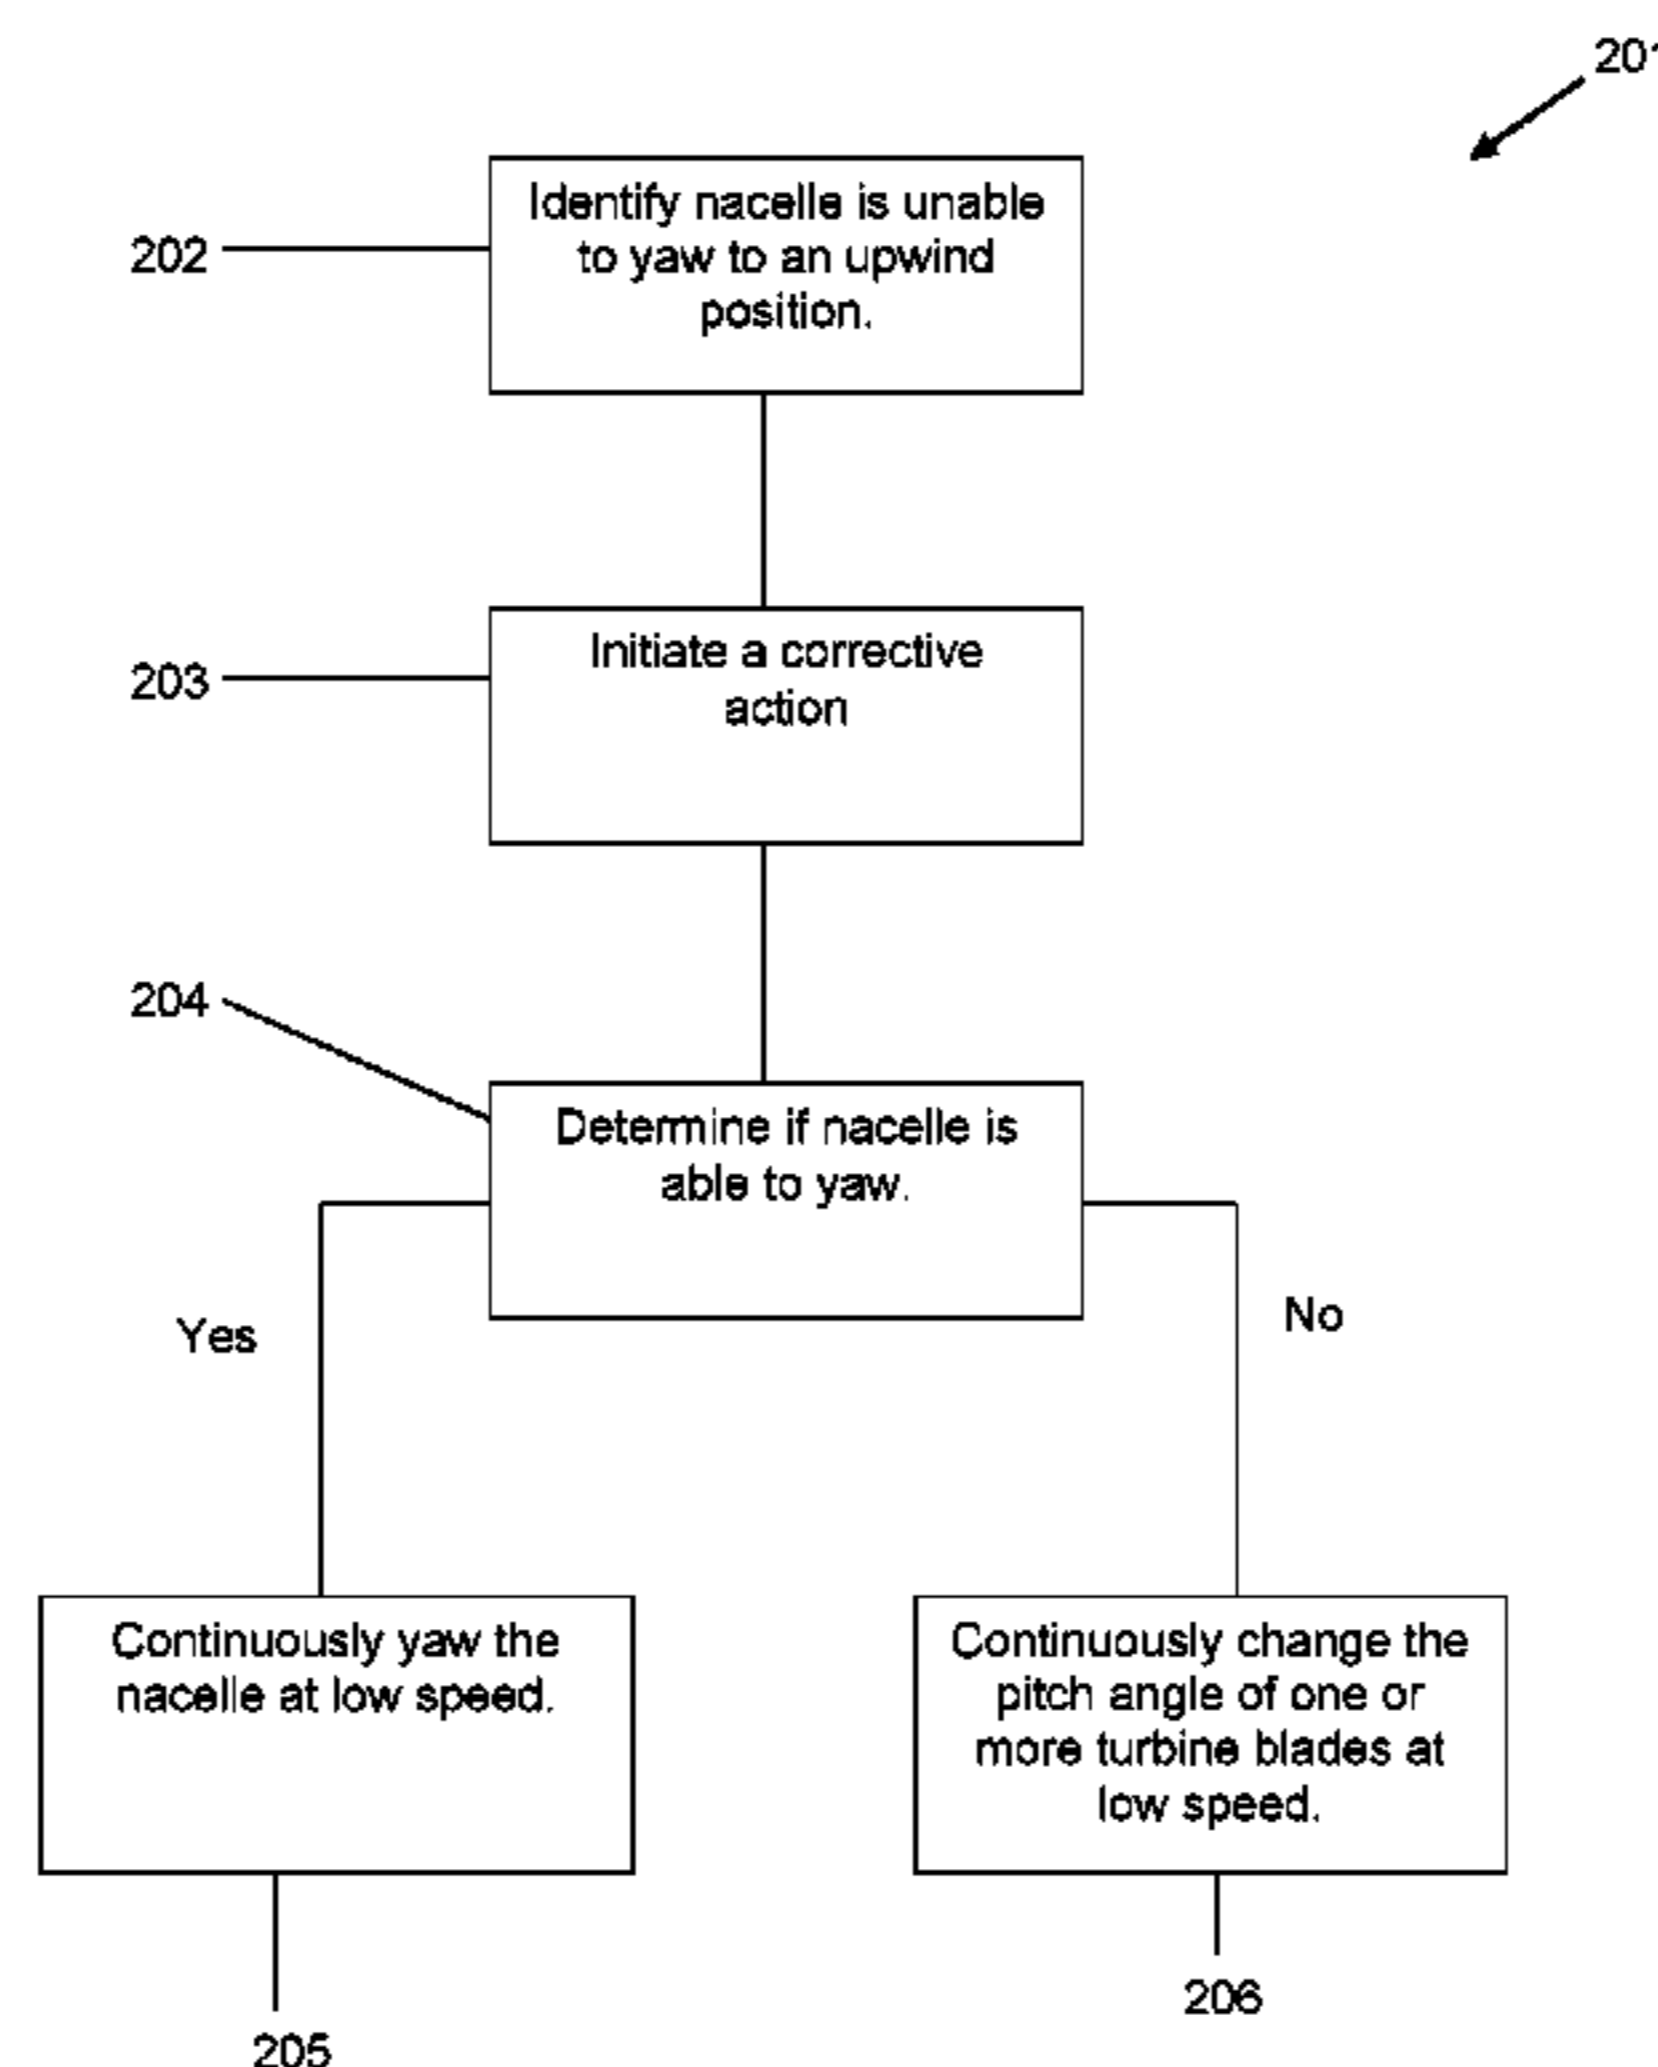 201
202
Identify nacelle is unable
to yaw to an upwind
position.
203
Initiate a corrective
action
204
Determine if nacelle is
able to yaw.
Yes
No
Continuously yaw the
nacelle at low speed.
Continuously change the
pitch angle of one or
more turbine blades at
low speed.
206
205